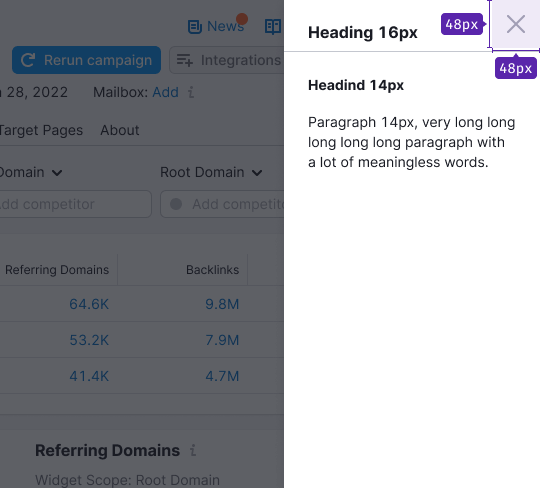 News
Rerun campaign
Integrations
28, 2022 Mailbox: Add i
Target Pages About
Domain Root Domain
Add competitor Add competitor
Referring Domains Backlinks
64.6K 9.8M
53.2K 7.9M
41.4K 4.7M
Referring Domains i
Widget Scope: Root Domain
Heading 16px
48px
48px
Headind 14px
Paragraph 14px, very long long
long long long paragraph with
a lot of meaningless words.